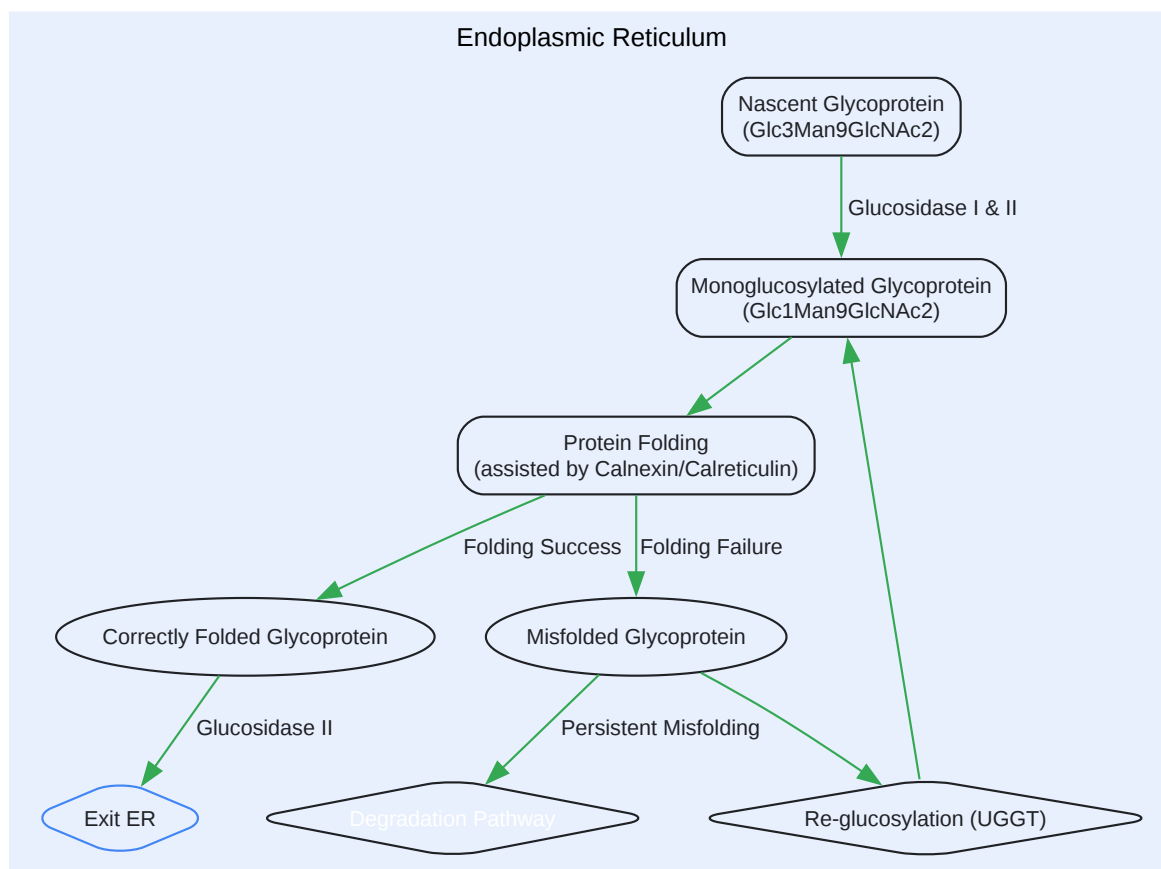 Endoplasmic Reticulum
Nascent Glycoprotein
(Glc3Man9GlcNAc2)
Glucosidase I & II
Monoglucosylated Glycoprotein
(Glc1Man9GlcNAc2)
Protein Folding
(assisted by Calnexin/Calreticulin)
Folding Success
Folding Failure
Correctly Folded Glycoprotein
Misfolded Glycoprotein
Glucosidase II
Persistent Misfolding
Exit ER
Degradation Pathway
Re-glucosylation (UGGT)